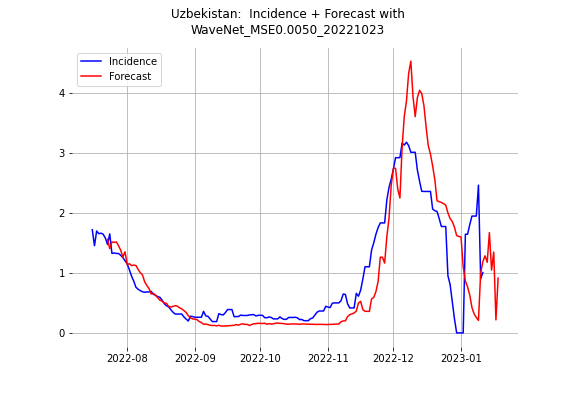 Uzbekistan:  Incidence + Forecast with
WaveNet_MSE0.0050_20221023
Incidence
Forecast
4
3
2
1
0
2022-08
2022-09
2022-10
2022-11
2022-12
2023-01